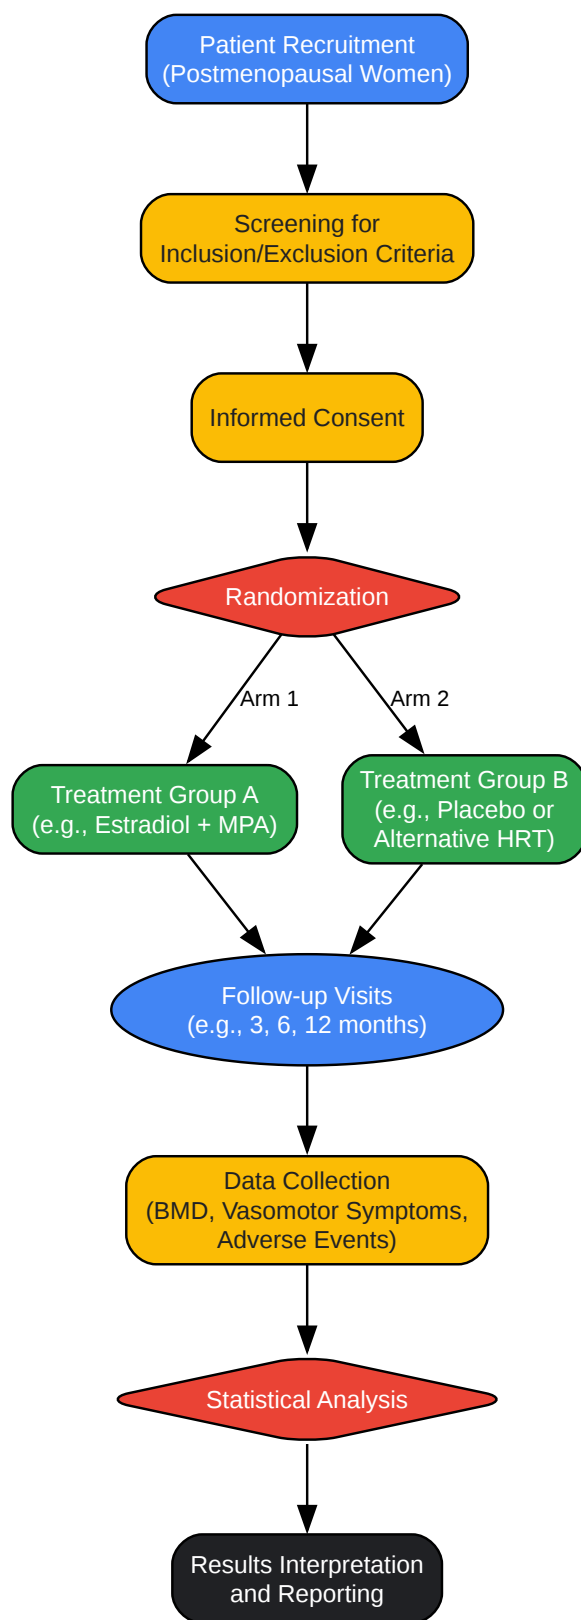 Patient Recruitment
(Postmenopausal Women)
Screening for
Inclusion/Exclusion Criteria
Informed Consent
Randomization
Arm 1
Arm 2
Treatment Group A
(e.g., Estradiol + MPA)
Treatment Group B
(e.g., Placebo or
Alternative HRT)
Follow-up Visits
(e.g., 3, 6, 12 months)
Data Collection
(BMD, Vasomotor Symptoms,
Adverse Events)
Statistical Analysis
Results Interpretation
and Reporting